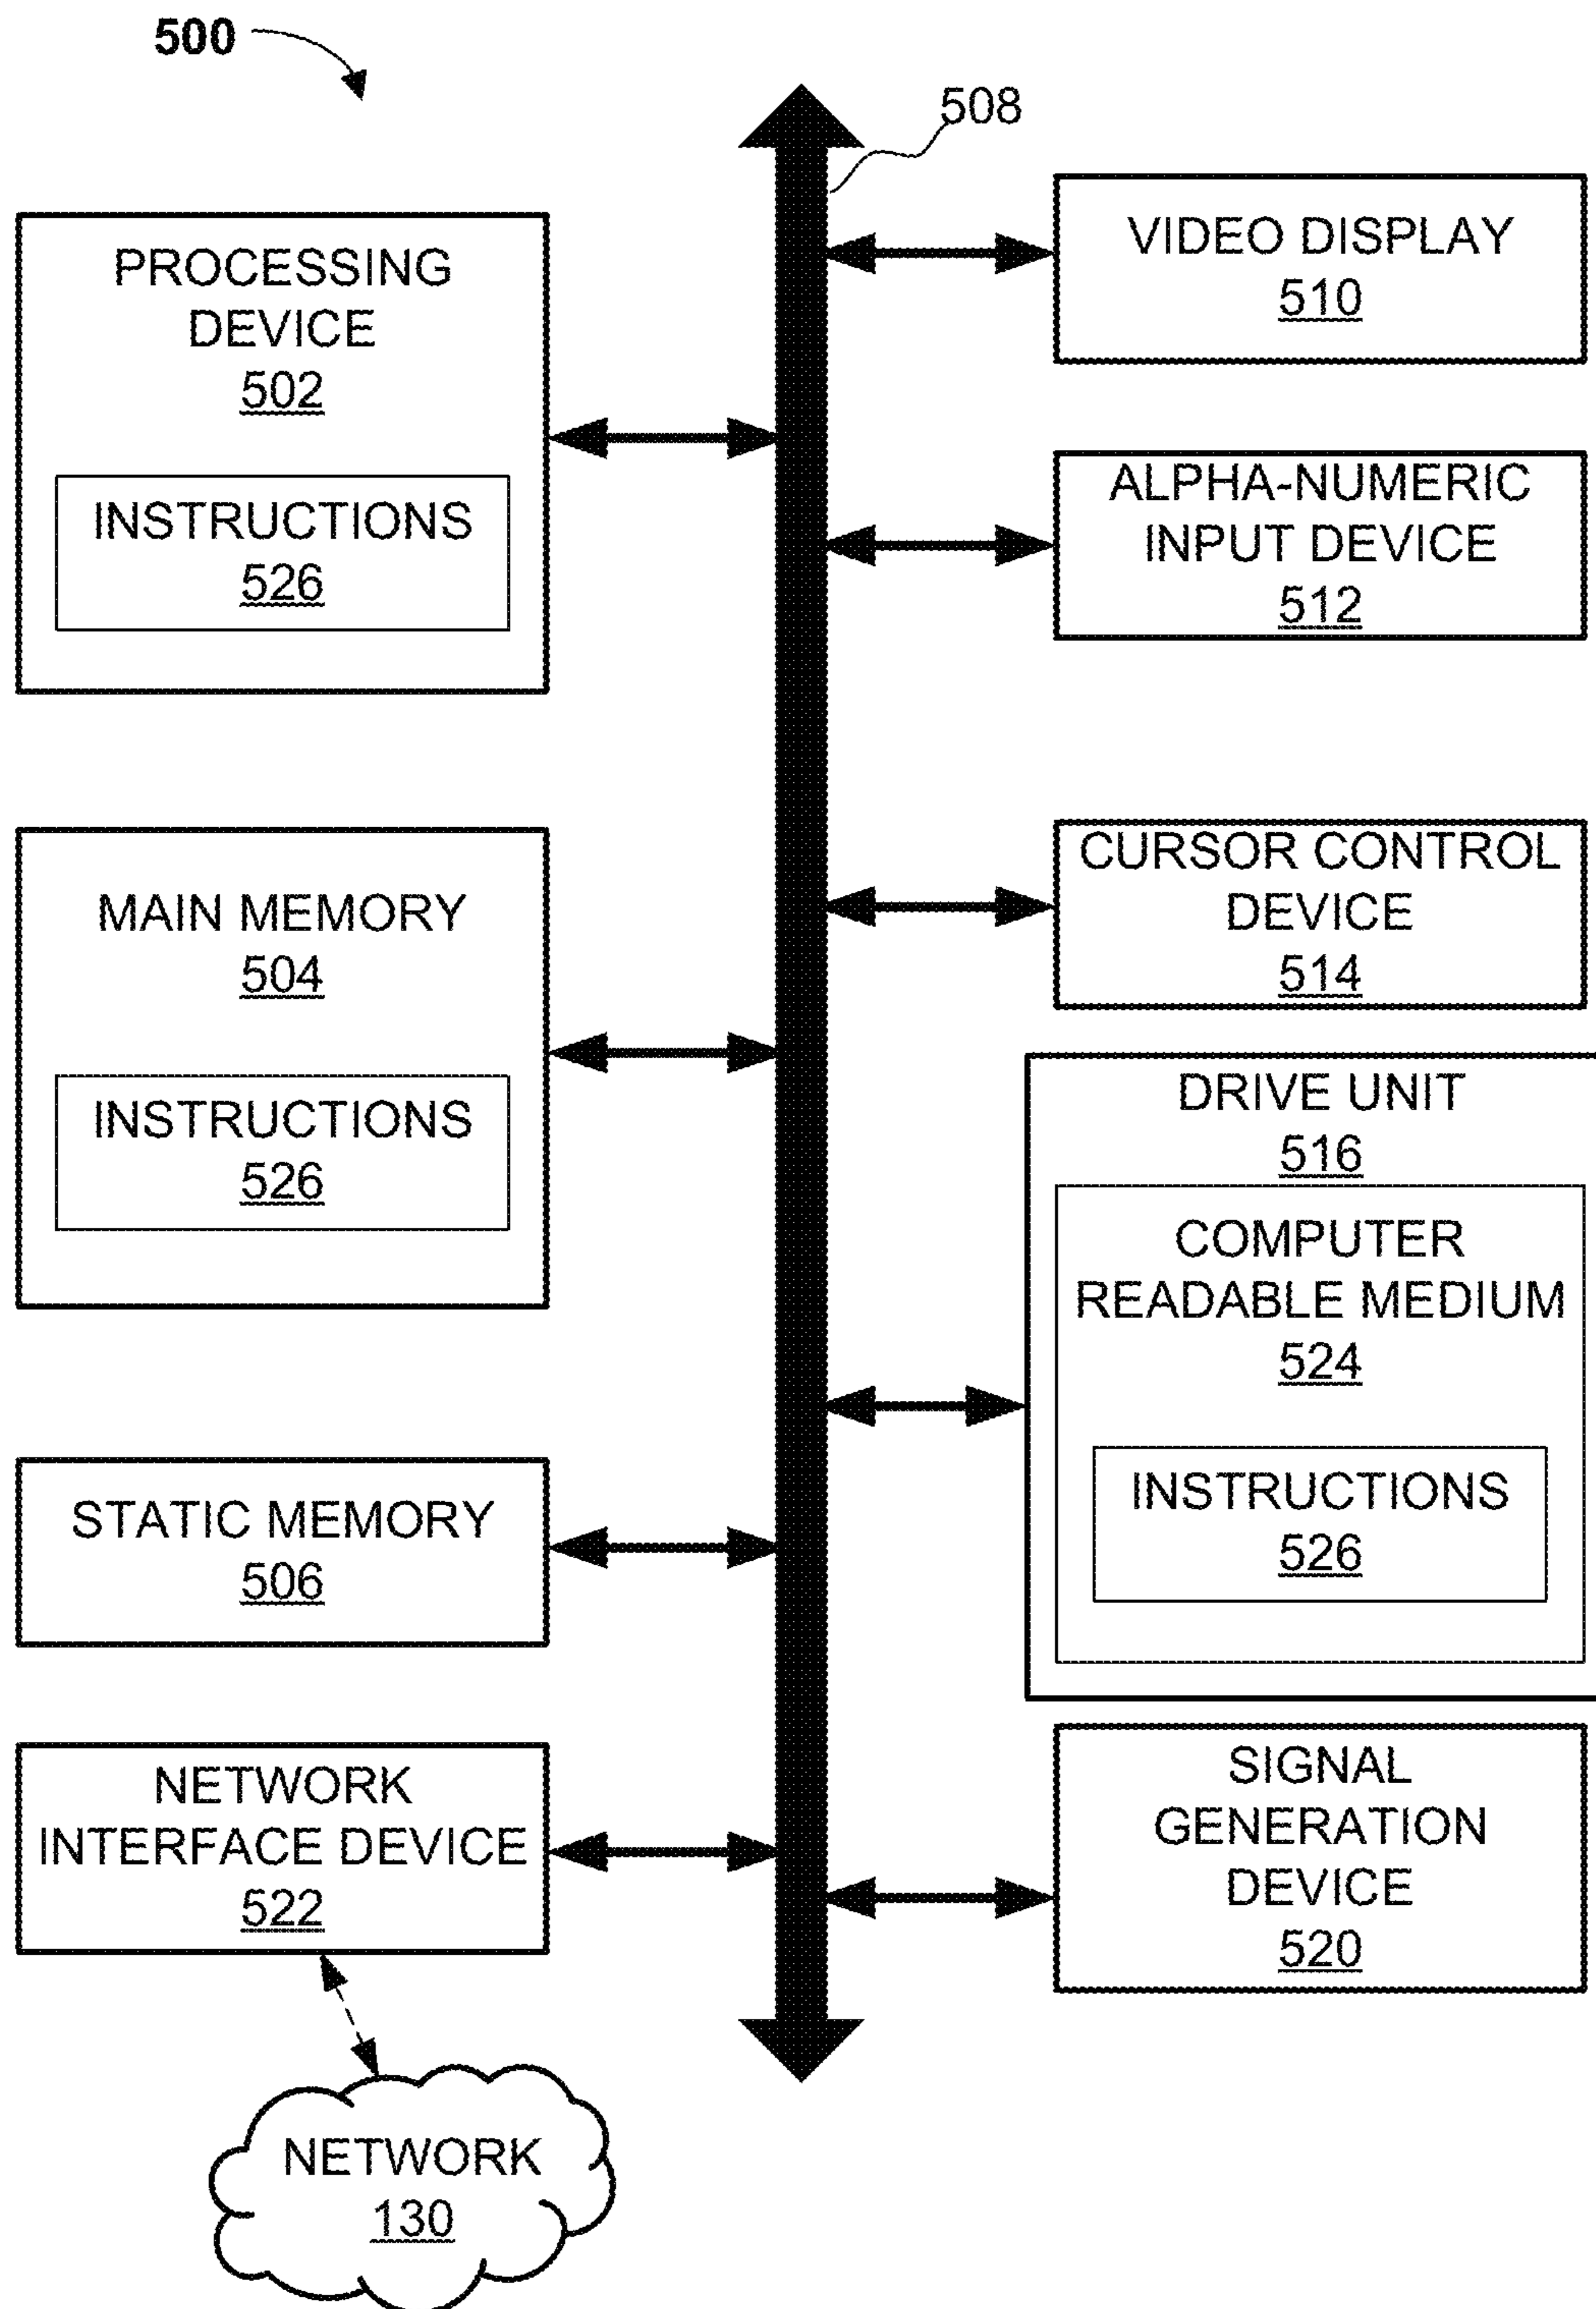 500
508
PROCESSING
DEVICE
502
INSTRUCTIONS
526
MAIN MEMORY
504
INSTRUCTIONS
526
STATIC MEMORY
506
NETWORK
INTERFACE DEVICE
522
NETWORK
130
VIDEO DISPLAY
510
ALPHA-NUMERIC
INPUT DEVICE
512
CURSOR CONTROL
DEVICE
514
DRIVE UNIT
516
COMPUTER
READABLE MEDIUM
524
INSTRUCTIONS
526
SIGNAL
GENERATION
DEVICE
520